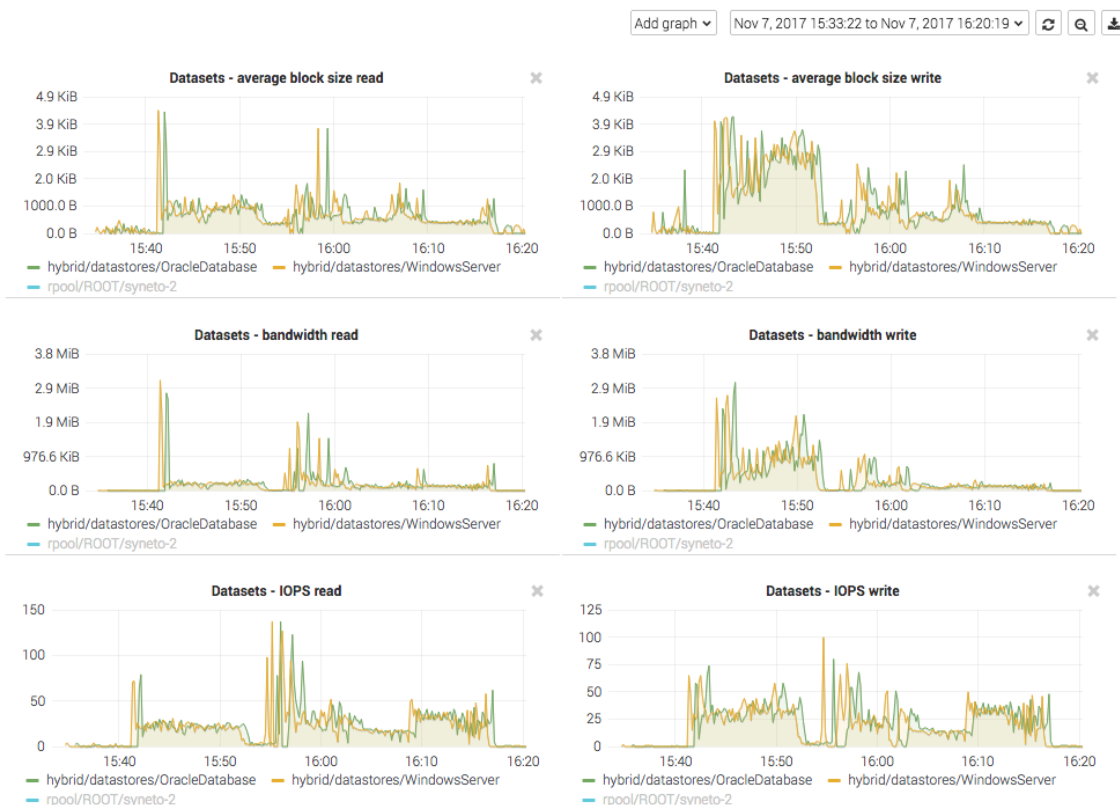 Add graph Nov 7, 2017 15:33:22 to Nov 7, 2017 16:20:19
Datasets - average block size read
4.9 KiB
3.9 KiB
2.9 KiB
2.0 KiB
1000.0 B
0.0 B
15:40 15:50 16:00 16:10 16:20
hybrid/datastores/OracleDatabase hybrid/datastores/WindowsServer
rpool/ROOT/syneto-2
Datasets - average block size write
4.9 KiB
3.9 KiB
2.9 KiB
2.0 KiB
1000.0 B
0.0 B
15:40 15:50 16:00 16:10 16:20
hybrid/datastores/OracleDatabase hybrid/datastores/WindowsServer
rpool/ROOT/syneto-2
Datasets - bandwidth read
3.8 MiB
2.9 MiB
1.9 MiB
976.6 KiB
0.0 B
15:40 15:50 16:00 16:10 16:20
hybrid/datastores/OracleDatabase hybrid/datastores/WindowsServer
rpool/ROOT/syneto-2
Datasets - bandwidth write
3.8 MiB
2.9 MiB
1.9 MiB
976.6 KiB
0.0 B
15:40 15:50 16:00 16:10 16:20
hybrid/datastores/OracleDatabase hybrid/datastores/WindowsServer
rpool/ROOT/syneto-2
Datasets - IOPS read
150
100
50
0
15:40 15:50 16:00 16:10 16:20
hybrid/datastores/OracleDatabase hybrid/datastores/WindowsServer
rpool/ROOT/syneto-2
Datasets - IOPS write
125
100
75
50
25
0
15:40 15:50 16:00 16:10 16:20
hybrid/datastores/OracleDatabase hybrid/datastores/WindowsServer
rpool/ROOT/syneto-2